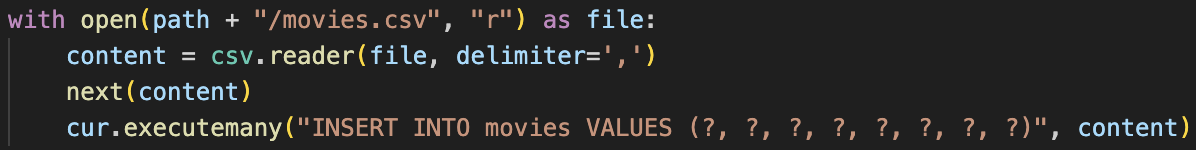 with open(path + "/movies.csv", "r") as file:
    content = csv.reader(file, delimiter=',')
    next(content)
    cur.executemany("INSERT INTO movies VALUES (?, ?, ?, ?, ?, ?, ?, ?)", content)